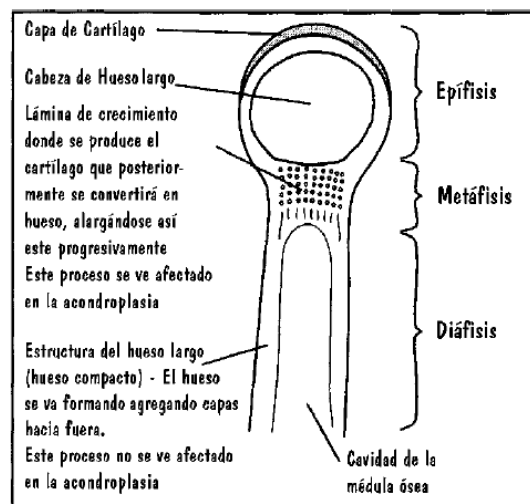 Capa de Cartílago
Cabeza de Hueso largo
Lámina de crecimiento
donde se produce el
cartílago que posterior-
mente se convertirá en
hueso, alargándose así
este progresivamente
Este proceso se ve afectado
en la acondroplasia
Estructura del hueso largo
(hueso compacto) - El hueso
se va formando agregando capas
hacia fuera.
Este proceso no se ve afectado
en la acondroplasia
Epífisis
Metáfisis
Diáfisis
Cavidad de la
médula ósea